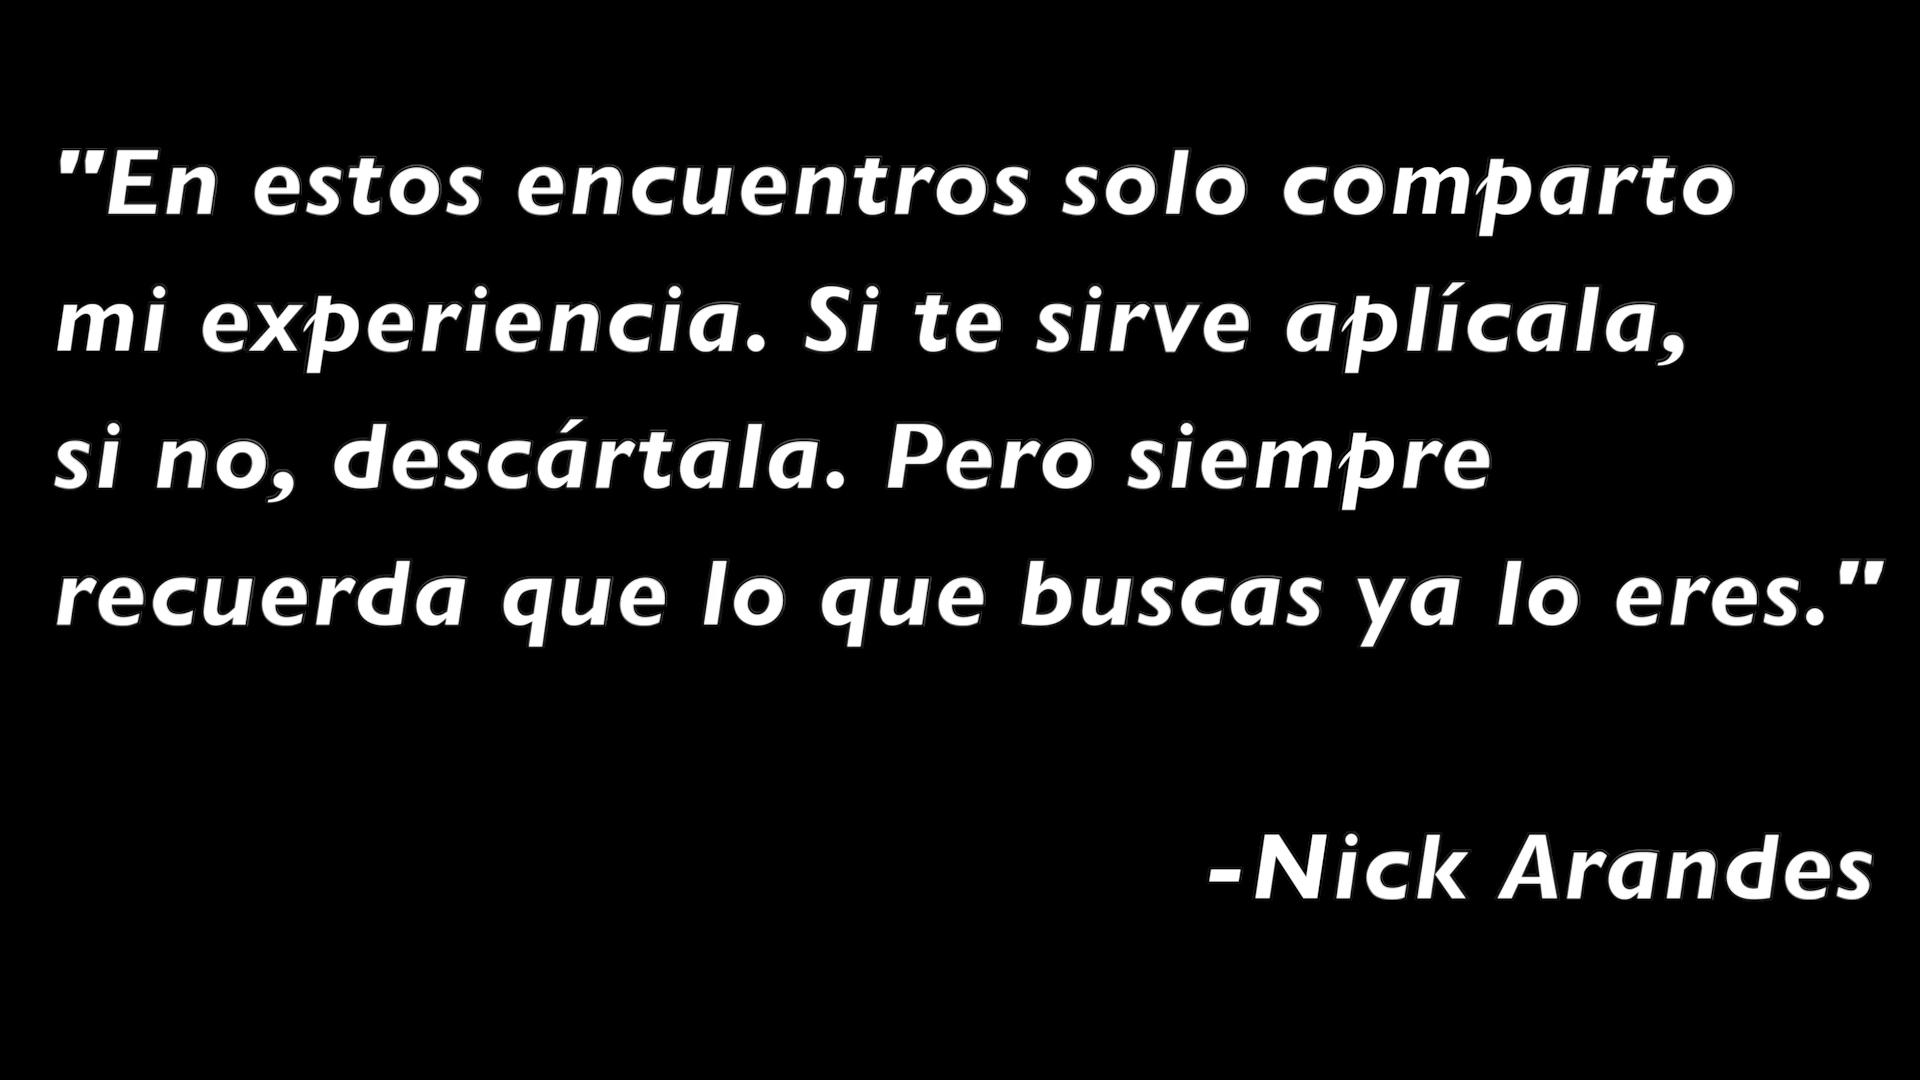 "En estos encuentros solo comparto
mi experiencia. Si te sirve aplícala,
si no, descártala. Pero siempre
recuerda que lo que buscas ya lo eres."
-Nick Arandes